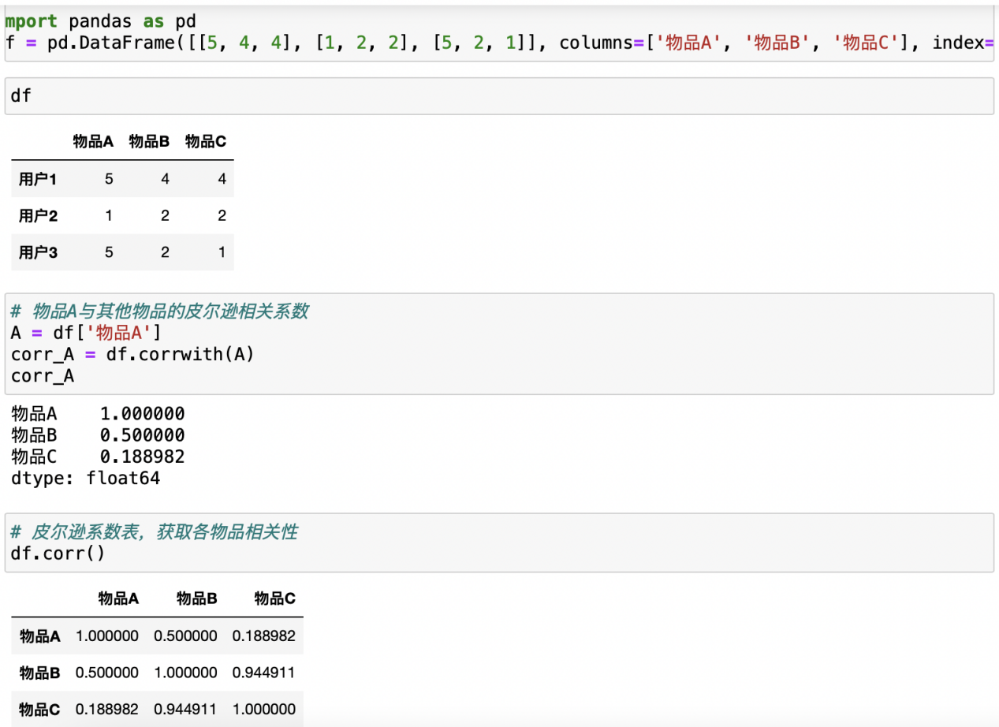 mport pandas as pd
f = pd.DataFrame([[5, 4, 4], [1, 2, 2], [5, 2, 1]], columns=['物品A', '物品B', '物品C'], index=
df
物品A 物品B 物品C
用户1 5 4 4
用户2 1 2 2
用户3 5 2 1
# 物品A与其他物品的皮尔逊相关系数
A = df['物品A']
corr_A = df.corrwith(A)
corr_A
物品A 1.000000
物品B 0.500000
物品C 0.188982
dtype: float64
# 皮尔逊系数表，获取各物品相关性
df.corr()
物品A 物品B 物品C
物品A 1.000000 0.500000 0.188982
物品B 0.500000 1.000000 0.944911
物品C 0.188982 0.944911 1.000000